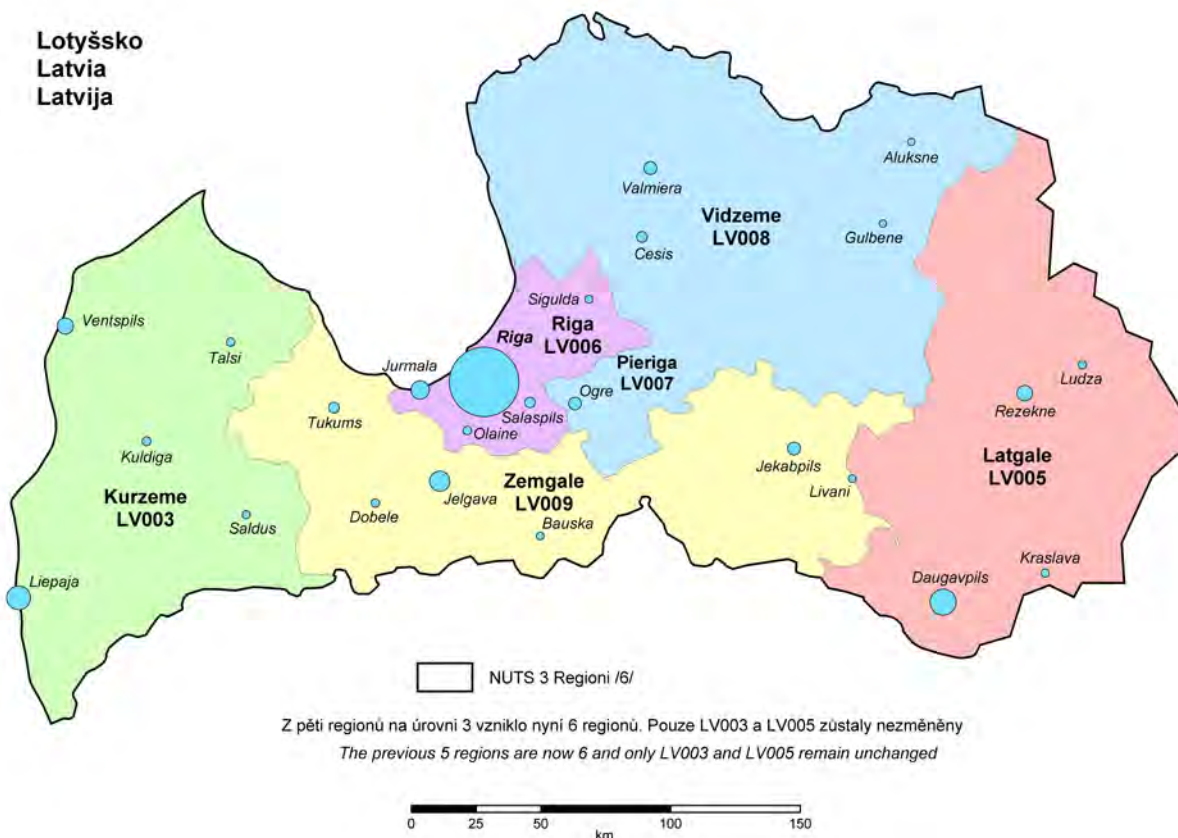 Lotyšsko
Latvia
Latvija
Aluksne
Valmiera
Vidzeme
LV008
Gulbene
Cesis
Sigulda
Ventspils
Riga
Riga
LV006
Talsi
Jurmala
Pieriga
LV007
Ludza
Ogre
Rezekne
Tukums
Salaspils
Olaine
Kuldiga
Jekabpils
Latgale
LV005
Livani
Zemgale
LV009
Kurzeme
LV003
Jelgava
Dobele
Saldus
Bauska
Kraslava
Liepaja
Daugavpils
NUTS 3 Regioni /6/
Z pěti regionů na úrovni 3 vzniklo nyní 6 regionů. Pouze LV003 a LV005 zůstaly nezměněny
The previous 5 regions are now 6 and only LV003 and LV005 remain unchanged
0 25 50 100 150
km